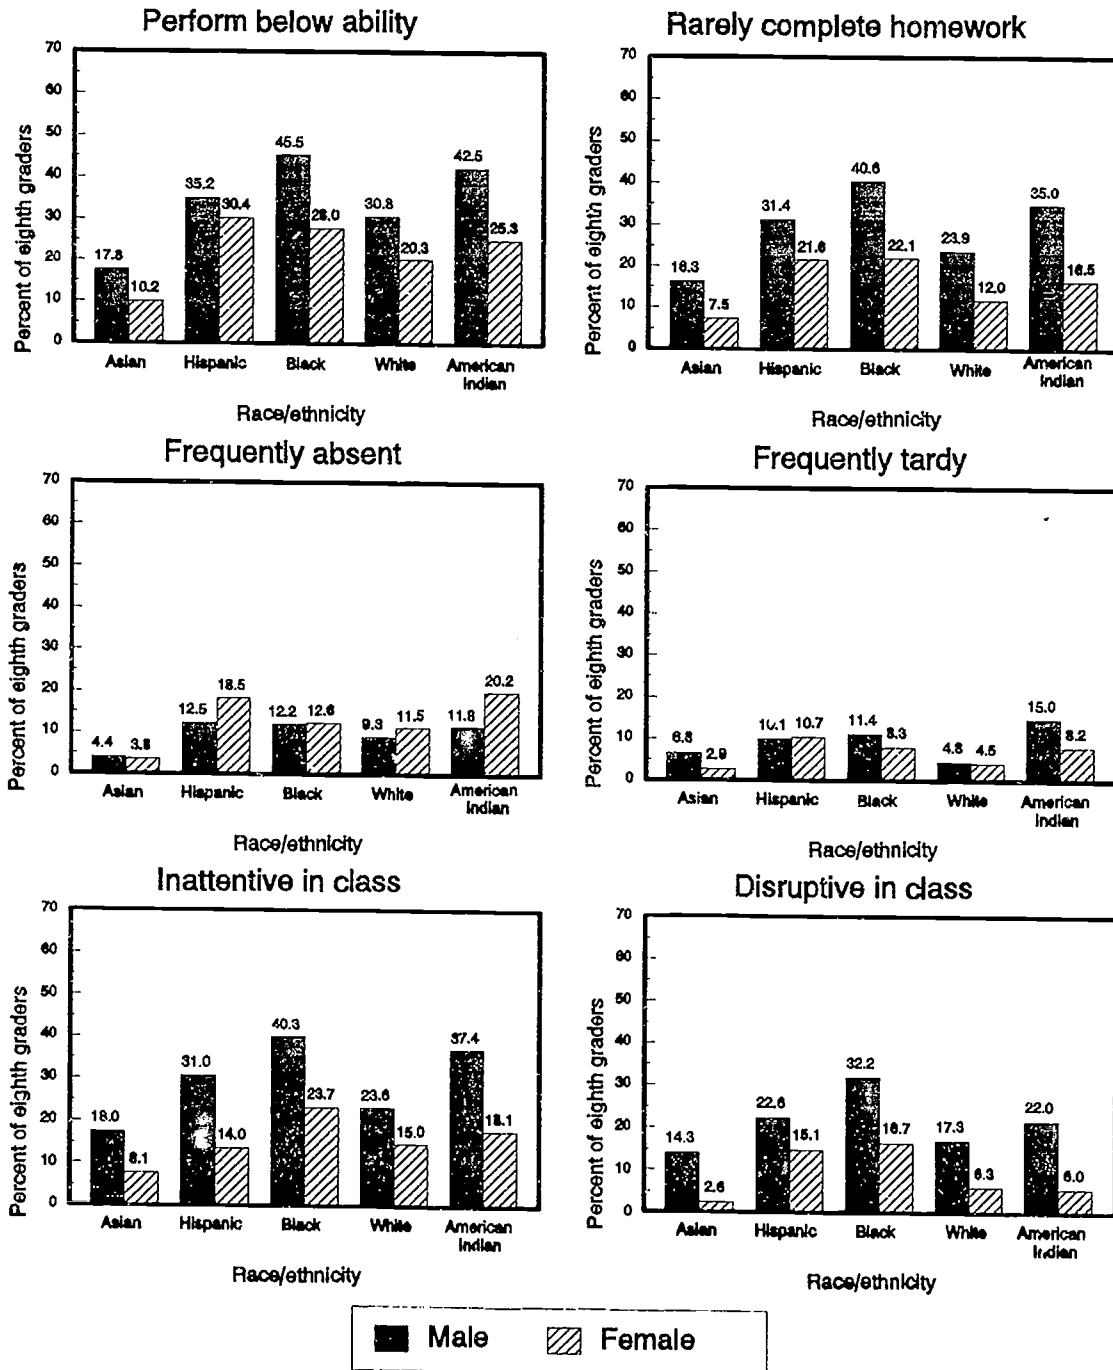 Perform below ability
Percent of eighth graders
70
60
50
40
30
20
10
0
17.8
10.2
35.2
30.4
45.5
28.0
30.8
20.3
42.5
25.3
Asian
Hispanic
Black
White
American
Indian
Race/ethnicity
Rarely complete homework
Percent of eighth graders
70
60
50
40
30
20
10
0
16.3
7.5
31.4
21.6
40.6
22.1
23.9
12.0
35.0
16.5
Asian
Hispanic
Black
White
American
Indian
Race/ethnicity
Frequently absent
Percent of eighth graders
70
60
50
40
30
20
10
0
4.4
3.8
12.5
18.5
12.2
12.6
9.3
11.5
11.8
20.2
Asian
Hispanic
Black
White
American
Indian
Race/ethnicity
Frequently tardy
Percent of eighth graders
70
60
50
40
30
20
10
0
6.8
2.9
10.1
10.7
11.4
8.3
4.8
4.5
15.0
8.2
Asian
Hispanic
Black
White
American
Indian
Race/ethnicity
Inattentive in class
Percent of eighth graders
70
60
50
40
30
20
10
0
18.0
8.1
31.0
14.0
40.3
23.7
23.6
15.0
37.4
18.1
Asian
Hispanic
Black
White
American
Indian
Race/ethnicity
Disruptive in class
Percent of eighth graders
70
60
50
40
30
20
10
0
14.3
2.6
22.6
15.1
32.2
16.7
17.3
6.3
22.0
6.0
Asian
Hispanic
Black
White
American
Indian
Race/ethnicity
Male
Female